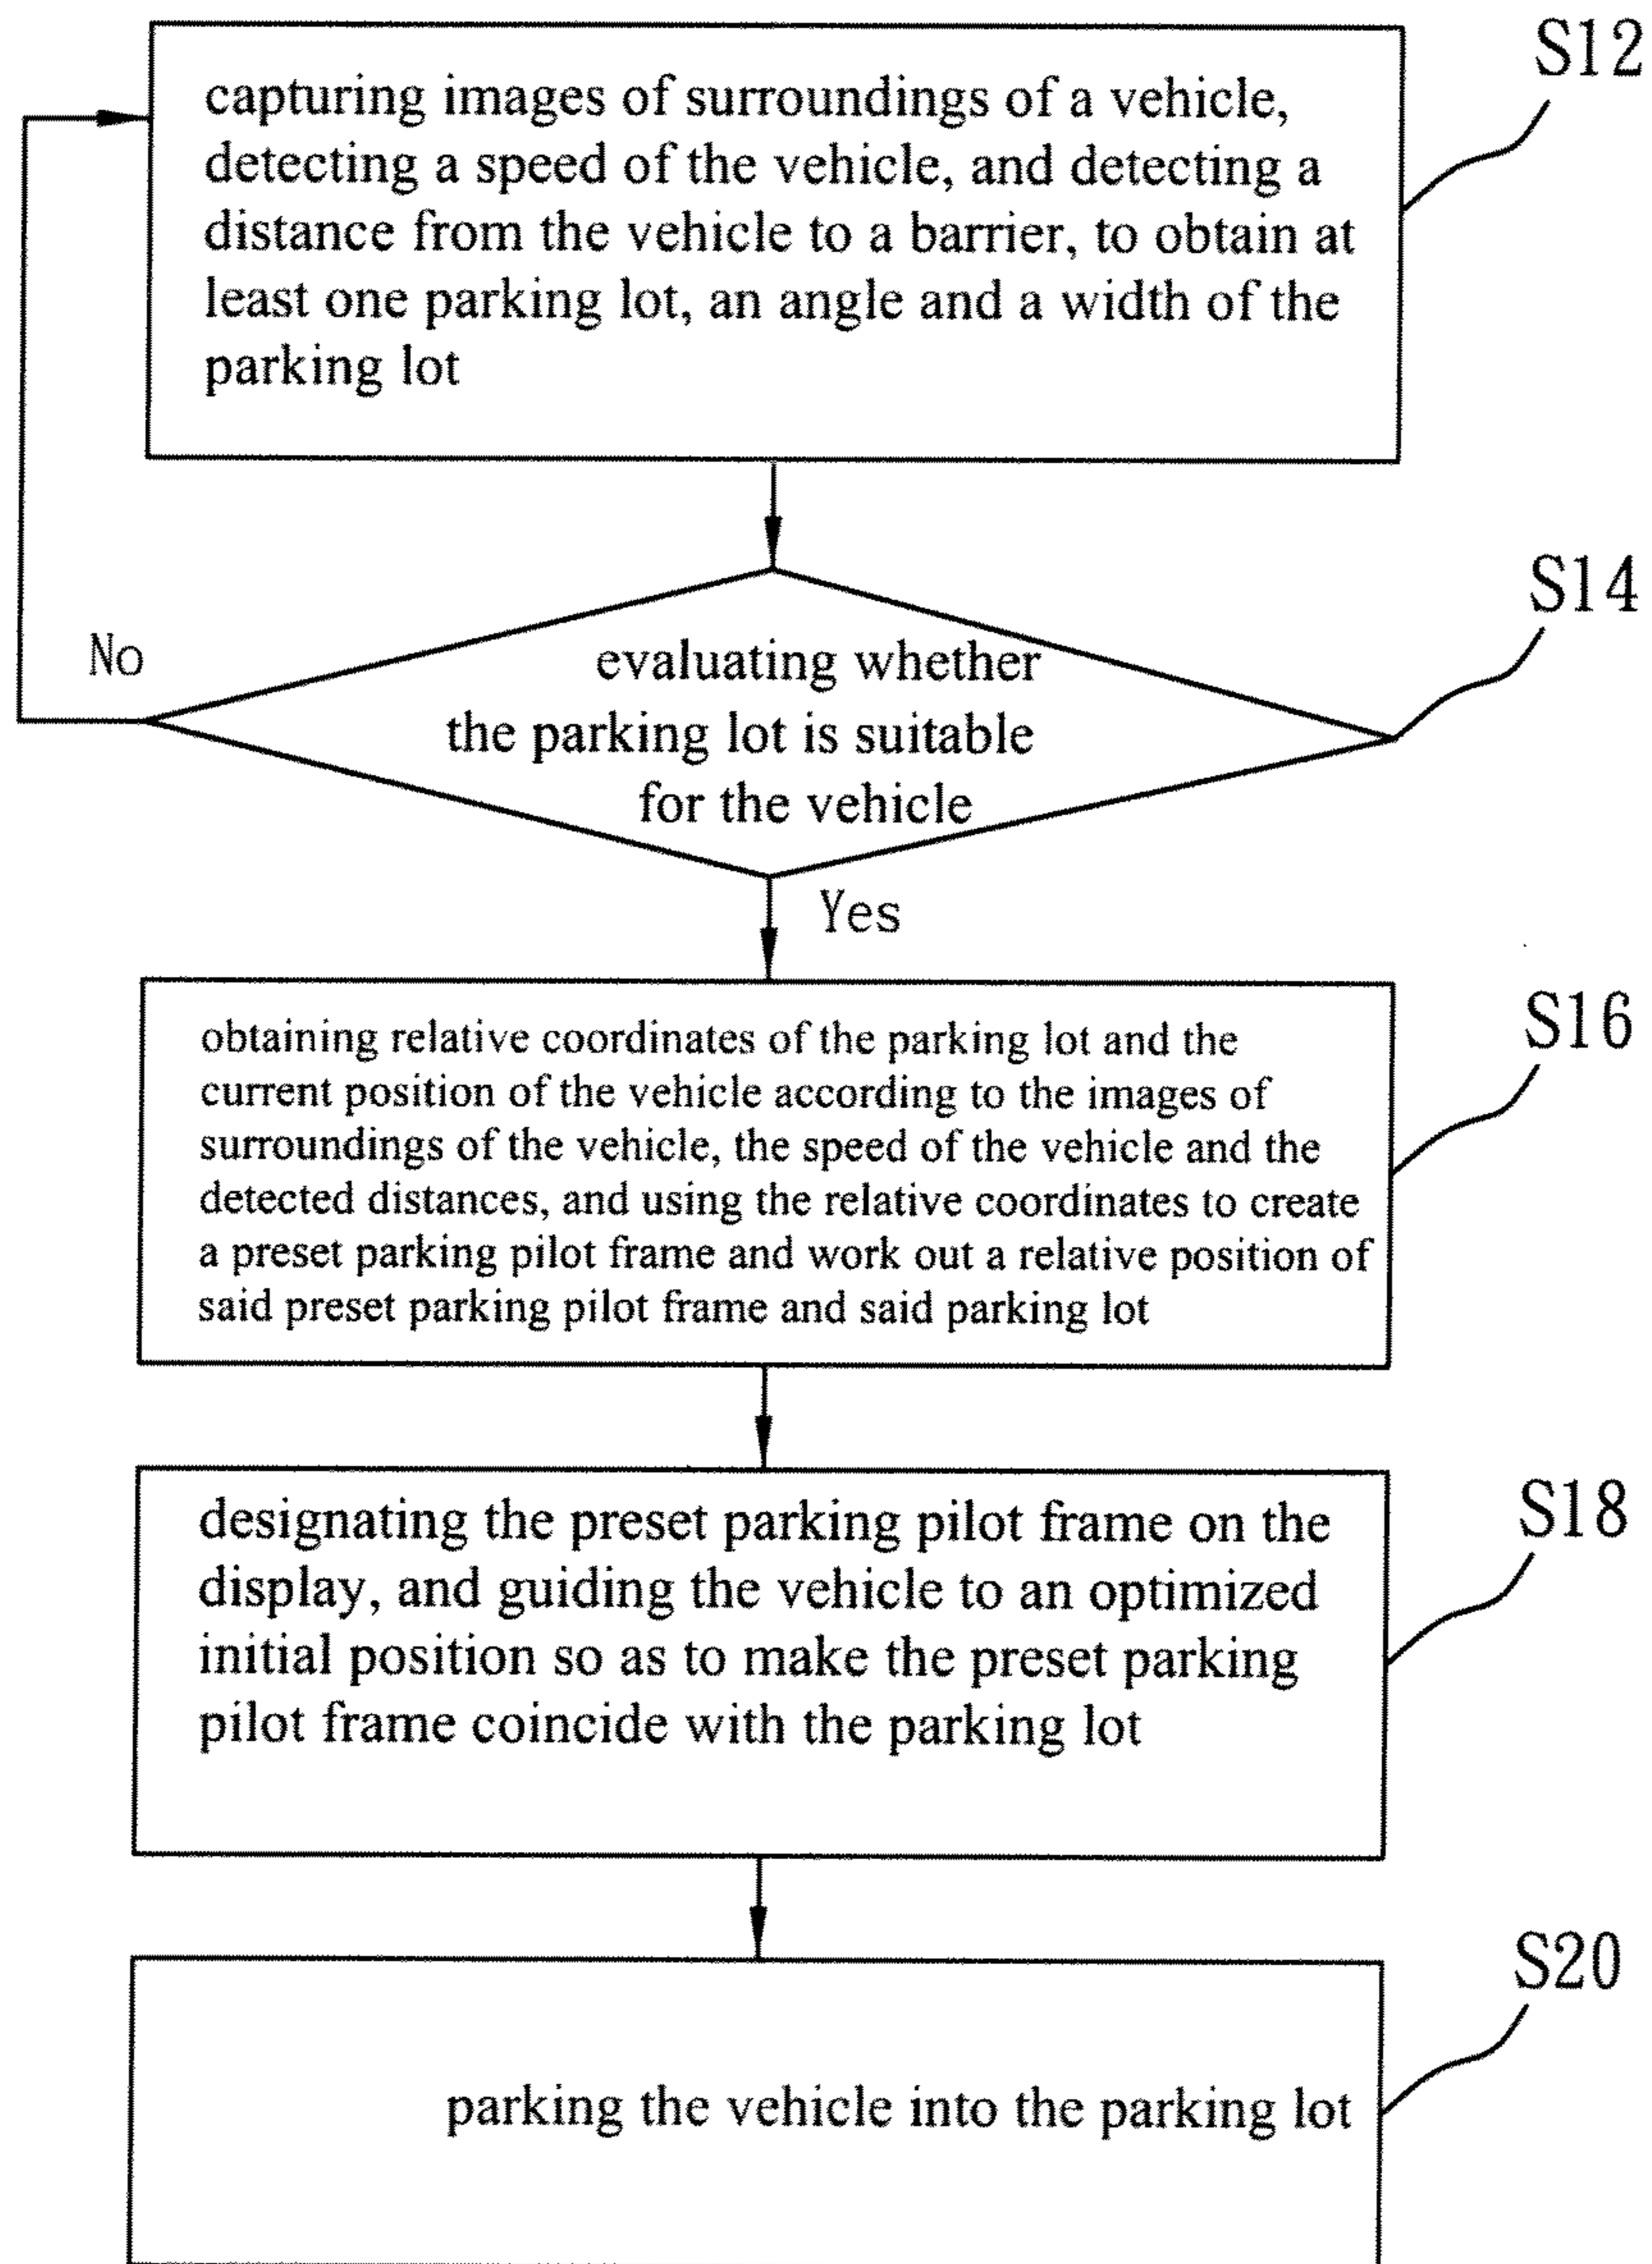 S12
capturing images of surroundings of a vehicle,
detecting a speed of the vehicle, and detecting a
distance from the vehicle to a barrier, to obtain at
least one parking lot, an angle and a width of the
parking lot
S14
No
evaluating whether
the parking lot is suitable
for the vehicle
Yes
S16
obtaining relative coordinates of the parking lot and the
current position of the vehicle according to the images of
surroundings of the vehicle, the speed of the vehicle and the
detected distances, and using the relative coordinates to create
a preset parking pilot frame and work out a relative position of
said preset parking pilot frame and said parking lot
S18
designating the preset parking pilot frame on the
display, and guiding the vehicle to an optimized
initial position so as to make the preset parking
pilot frame coincide with the parking lot
S20
parking the vehicle into the parking lot